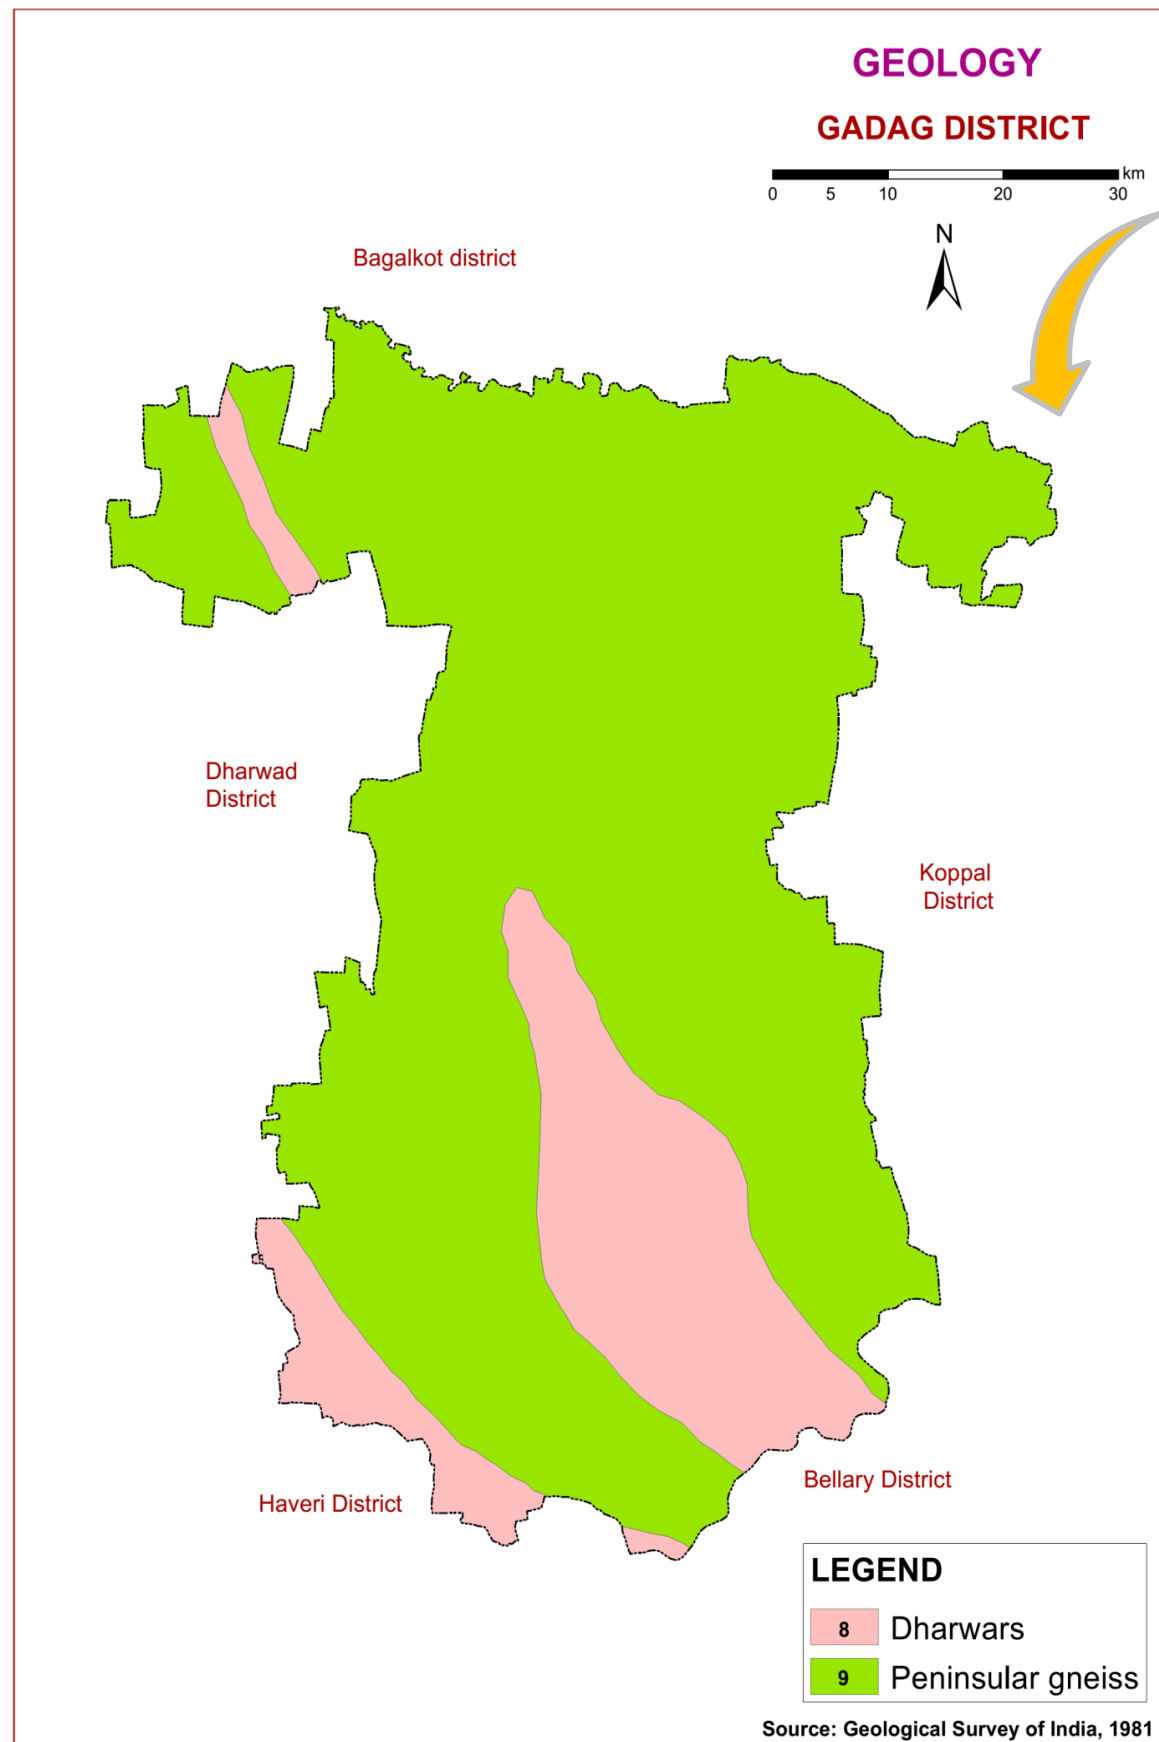 GEOLOGY
GADAG DISTRICT
km
0 5 10 20 30
N
Bagalkot district
Dharwad
District
Koppal
District
Bellary District
Haveri District
LEGEND
8 Dharwars
9 Peninsular gneiss
Source: Geological Survey of India, 1981